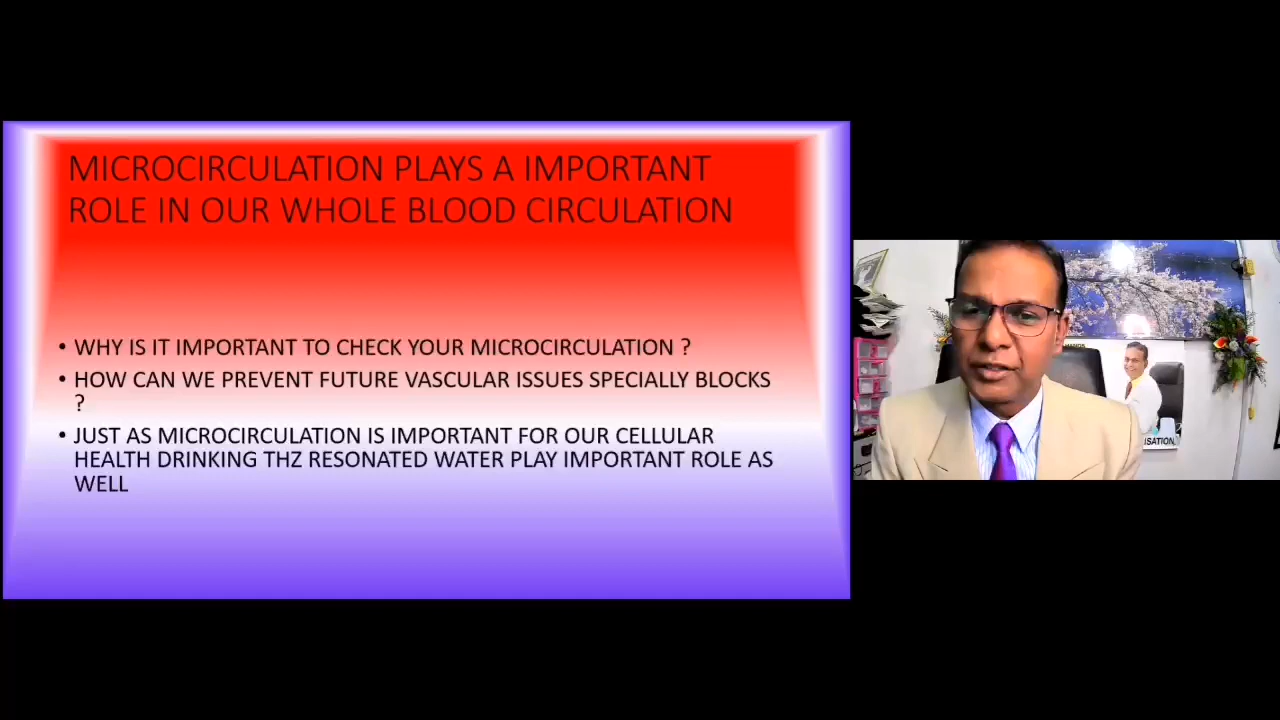 MICROCIRCULATION PLAYS A IMPORTANT
ROLE IN OUR WHOLE BLOOD CIRCULATION
• WHY IS IT IMPORTANT TO CHECK YOUR MICROCIRCULATION ?
• HOW CAN WE PREVENT FUTURE VASCULAR ISSUES SPECIALLY BLOCKS
?
• JUST AS MICROCIRCULATION IS IMPORTANT FOR OUR CELLULAR
HEALTH DRINKING THZ RESONATED WATER PLAY IMPORTANT ROLE AS
WELL